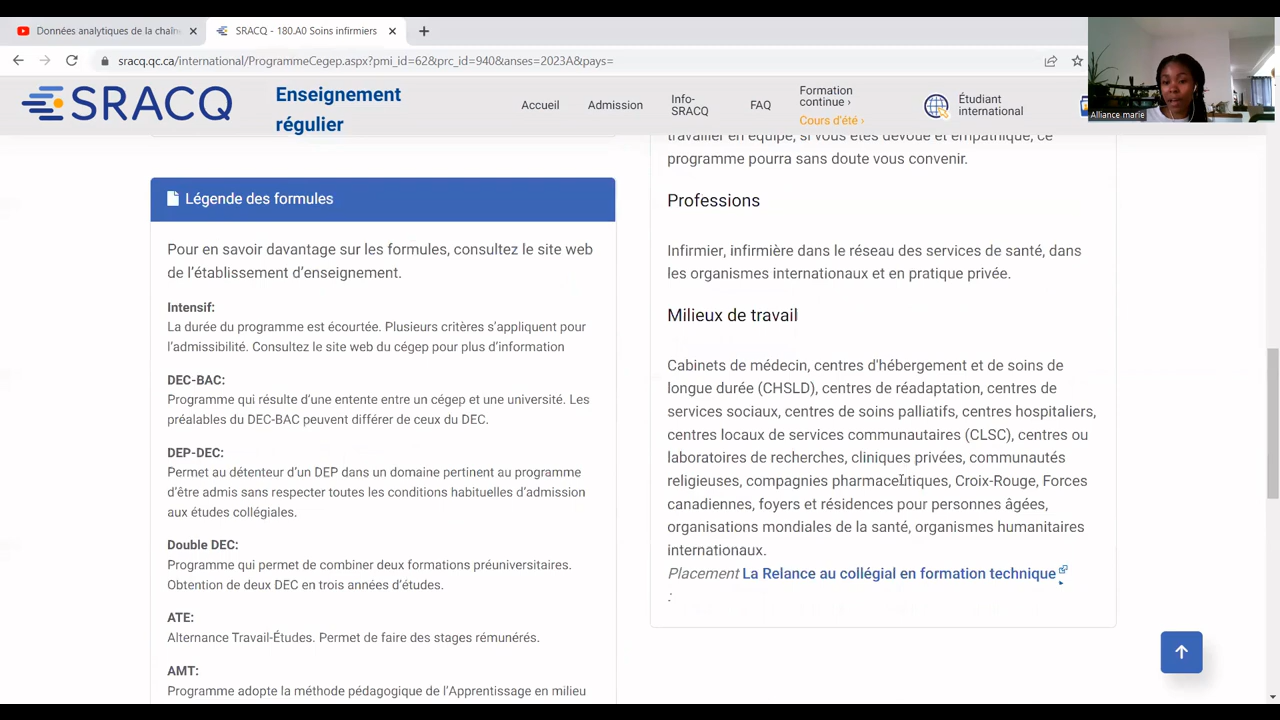 Données analytiques de la chaîn
SRACQ - 180.A0 Soins infirmiers
sracq.qc.ca/international/ProgrammeCegep.aspx?pmi_id=62&prc_id=940&anses=2023A&pays=
Alliance marie
SRACQ
Enseignement
régulier
Accueil
Admission
Info-
SRACQ
FAQ
Formation
continue ›
Cours d'été ›
Étudiant
international
Légende des formules
Pour en savoir davantage sur les formules, consultez le site web
de l'établissement d'enseignement.
Intensif:
La durée du programme est écourtée. Plusieurs critères s'appliquent pour
l'admissibilité. Consultez le site web du cégep pour plus d'information
DEC-BAC:
Programme qui résulte d'une entente entre un cégep et une université. Les
préalables du DEC-BAC peuvent différer de ceux du DEC.
DEP-DEC:
Permet au détenteur d'un DEP dans un domaine pertinent au programme
d'être admis sans respecter toutes les conditions habituelles d'admission
aux études collégiales.
Double DEC:
Programme qui permet de combiner deux formations préuniversitaires.
Obtention de deux DEC en trois années d'études.
ATE:
Alternance Travail-Études. Permet de faire des stages rémunérés.
AMT:
Programme adopte la méthode pédagogique de l'Apprentissage en milieu
travailler en équipe, si vous êtes dévoué et empathique, ce
programme pourra sans doute vous convenir.
Professions
Infirmier, infirmière dans le réseau des services de santé, dans
les organismes internationaux et en pratique privée.
Milieux de travail
Cabinets de médecin, centres d'hébergement et de soins de
longue durée (CHSLD), centres de réadaptation, centres de
services sociaux, centres de soins palliatifs, centres hospitaliers,
centres locaux de services communautaires (CLSC), centres ou
laboratoires de recherches, cliniques privées, communautés
religieuses, compagnies pharmaceutiques, Croix-Rouge, Forces
canadiennes, foyers et résidences pour personnes âgées,
organisations mondiales de la santé, organismes humanitaires
internationaux.
Placement La Relance au collégial en formation technique
: